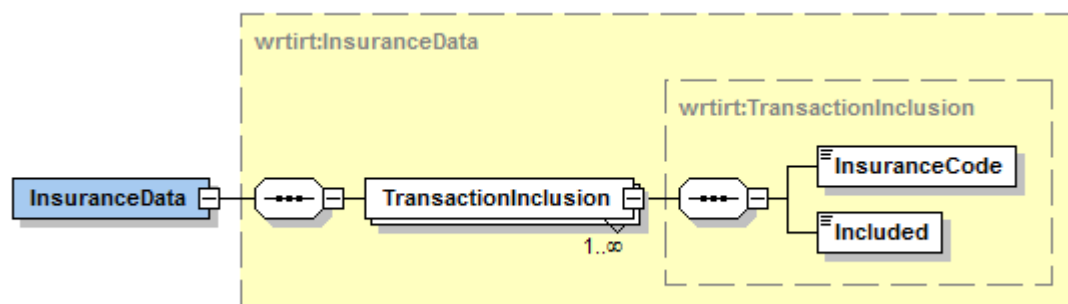 wrtirt:InsuranceData
wrtirt:TransactionInclusion
InsuranceData
TransactionInclusion
1..∞
InsuranceCode
Included